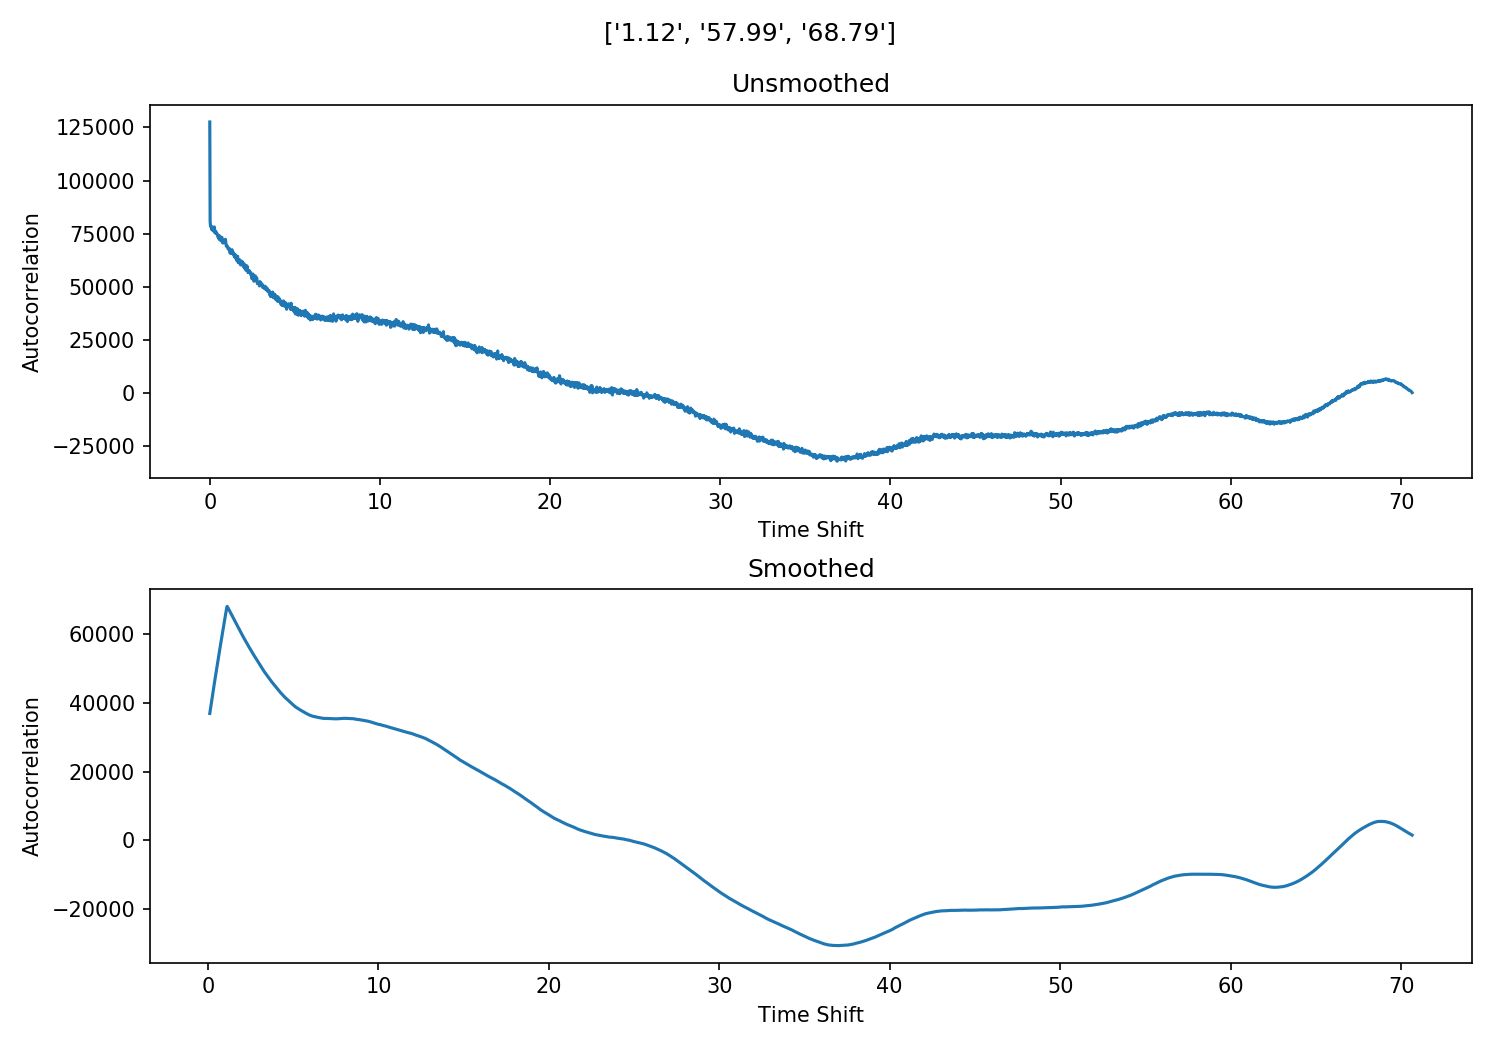 ['1.12', '57.99', '68.79']
Unsmoothed
125000
100000
75000
50000
25000
0
−25000
Autocorrelation
0 10 20 30 40 50 60 70
Time Shift
Smoothed
60000
40000
20000
0
−20000
Autocorrelation
0 10 20 30 40 50 60 70
Time Shift